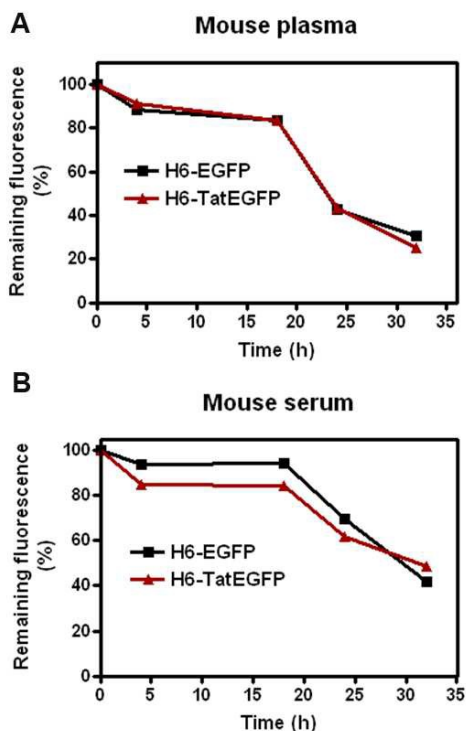 A
Mouse plasma
Remaining fluorescence
(%)
100
80
60
40
20
0
H6-EGFP
H6-TatEGFP
0 5 10 15 20 25 30 35
Time (h)
B
Mouse serum
Remaining fluorescence
(%)
100
80
60
40
20
0
H6-EGFP
H6-TatEGFP
0 5 10 15 20 25 30 35
Time (h)